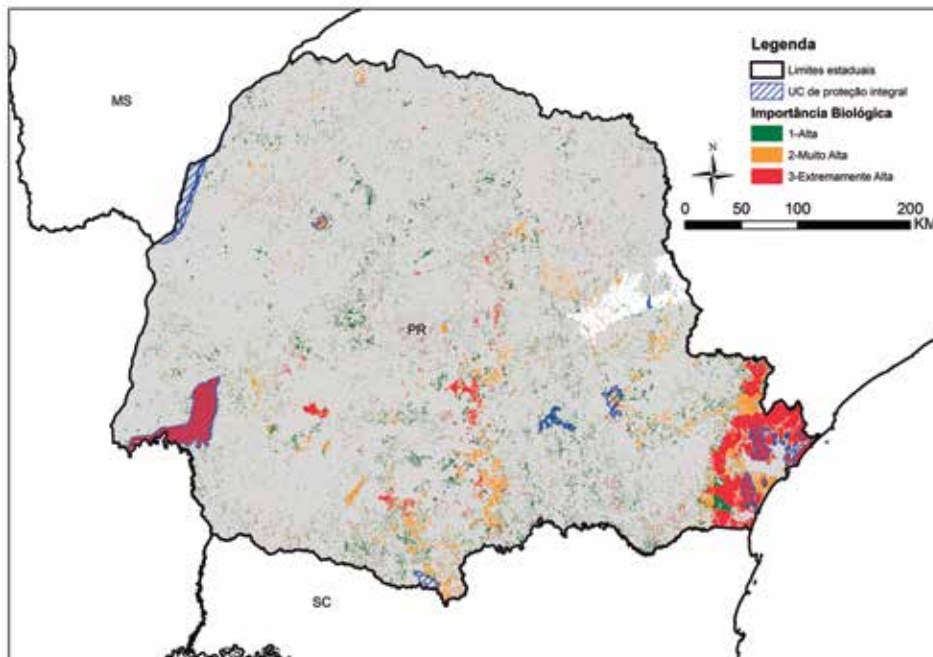 Legenda
Limites estaduais
UC de proteção integral
Importância Biológica
1-Alta
2-Muito Alta
3-Extremamente Alta
N
0 50 100 200
KM
MS
PR
SC